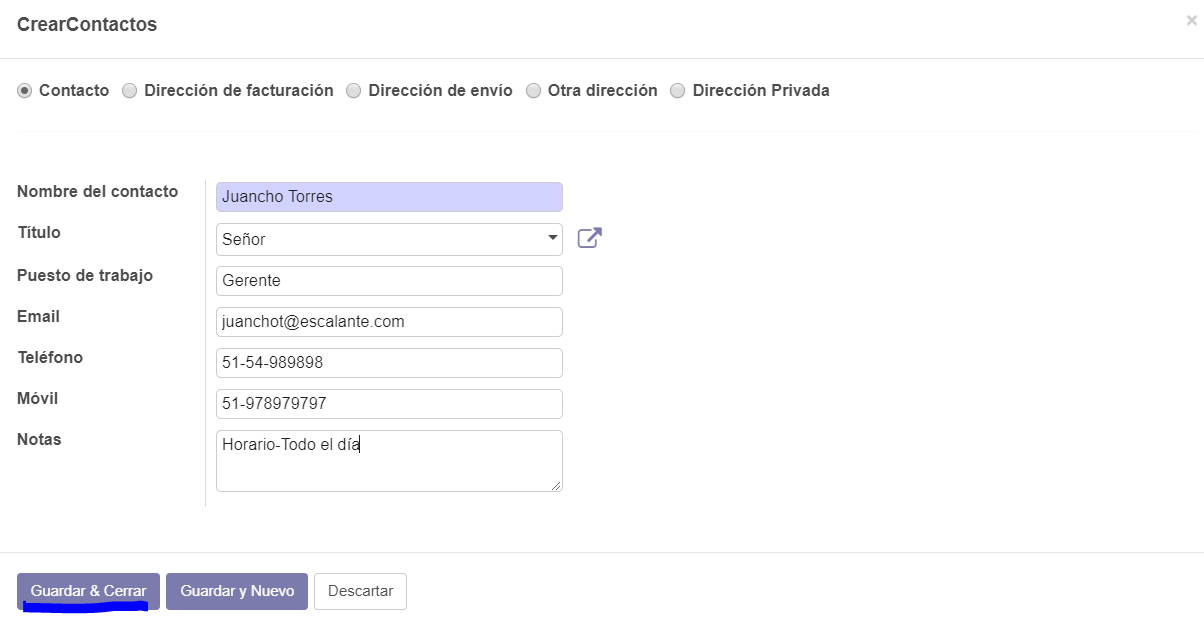 CrearContactos
×
Contacto Dirección de facturación Dirección de envío Otra dirección Dirección Privada
Nombre del contacto Juancho Torres
Título Señor
Puesto de trabajo Gerente
Email juanchot@escalante.com
Teléfono 51-54-989898
Móvil 51-978979797
Notas Horario-Todo el día
Guardar & Cerrar Guardar y Nuevo Descartar